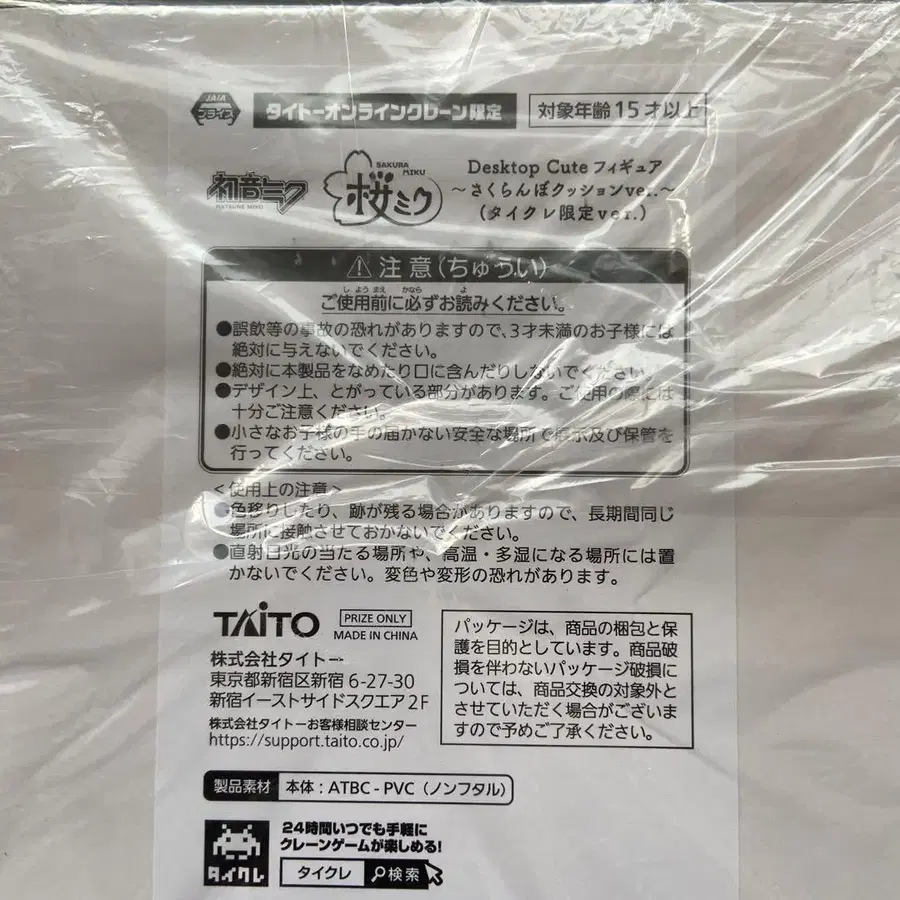 JAIA
プライズ
タイトーオンラインクレーン限定
対象年齢15才以上
初音ミク
HATSUNE MIKU
SAKURA MIKU
桜ミク
Desktop Cute フィギュア
～さくらんぼクッションver.～
(タイクレ限定ver.)
注意(ちゅうい)
ご使用前に必ずお読みください。
●誤飲等の事故の恐れがありますので、3才未満のお子様には
絶対に与えないでください。
●絶対に本製品をなめたり口に含んだりしないでください。
●デザイン上、とがっている部分があります。ご使用の際には
十分ご注意ください。
●小さなお子様の手の届かない安全な場所で展示及び保管を
行ってください。
＜使用上の注意＞
●色移りしたり、跡が残る場合がありますので、長期間同じ
場所に接触させておかないでください。
●直射日光の当たる場所や、高温・多湿になる場所には置
かないでください。変色や変形の恐れがあります。
TAITO
PRIZE ONLY
MADE IN CHINA
株式会社タイトー
東京都新宿区新宿 6-27-30
新宿イーストサイドスクエア 2F
株式会社タイトーお客様相談センター
https://support.taito.co.jp/
パッケージは、商品の梱包と保
護を目的としています。商品破
損を伴わないパッケージ破損に
ついては、商品交換の対象外と
させていただく場合がございま
すので予めご了承ください。
製品素材
本体：ATBC-PVC（ノンフタル）
タイクレ
24時間いつでも手軽に
クレーンゲームが楽しめる!
タイクレ
検索